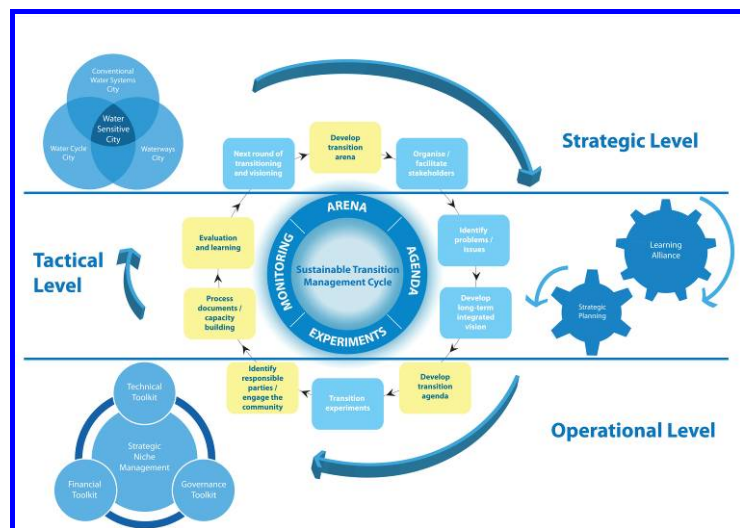 Conventional
Water Systems
City
Water
Sensitive
City
Water Cycle
City
Waterways
City
Develop
transition
arena
Next round of
transitioning
and visioning
Organise /
facilitate
stakeholders
Strategic Level
Evaluation
and learning
Identify
problems /
issues
Process
documents /
capacity
building
Develop
long-term
integrated
vision
ARENA
AGENDA
EXPERIMENTS
MONITORING
Sustainable Transition
Management Cycle
Tactical
Level
Learning
Alliance
Strategic
Planning
Identify
responsible
parties /
engage the
community
Transition
experiments
Develop
transition
agenda
Operational Level
Technical
Toolkit
Strategic
Niche
Management
Financial
Toolkit
Governance
Toolkit